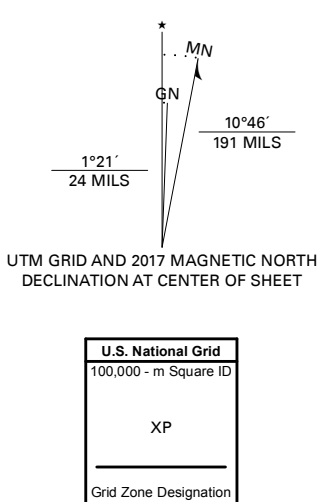 ★
MN
GN
10°46´
191 MILS
1°21´
24 MILS
UTM GRID AND 2017 MAGNETIC NORTH
DECLINATION AT CENTER OF SHEET
U.S. National Grid
100,000 - m Square ID
XP
Grid Zone Designation